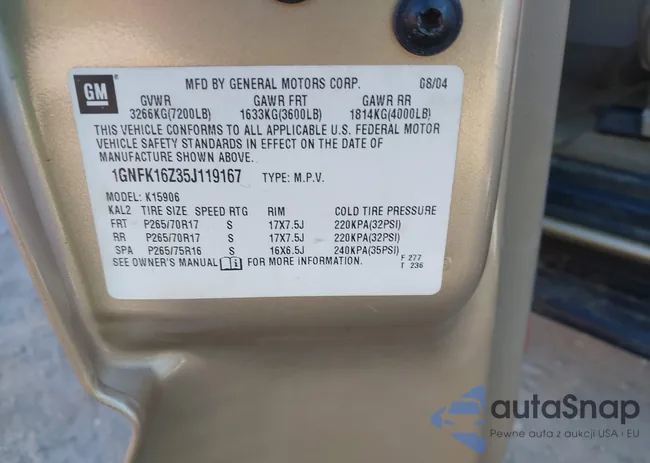 GM
MFD BY GENERAL MOTORS CORP. 08/04
GVWR GAWR FRT GAWR RR
3266KG(7200LB) 1633KG(3600LB) 1814KG(4000LB)
THIS VEHICLE CONFORMS TO ALL APPLICABLE U.S. FEDERAL MOTOR
VEHICLE SAFETY STANDARDS IN EFFECT ON THE DATE OF
MANUFACTURE SHOWN ABOVE.
1GNFK16Z35J119167 TYPE: M.P.V.
MODEL: K15906
KAL2 TIRE SIZE SPEED RTG RIM COLD TIRE PRESSURE
FRT P265/70R17 S 17X7.5J 220KPA(32PSI)
RR P265/70R17 S 17X7.5J 220KPA(32PSI)
SPA P265/75R16 S 16X6.5J 240KPA(35PSI)
SEE OWNER'S MANUAL FOR MORE INFORMATION. F 277
T 236
autaSnap
Pewne auta z aukcji USA i EU